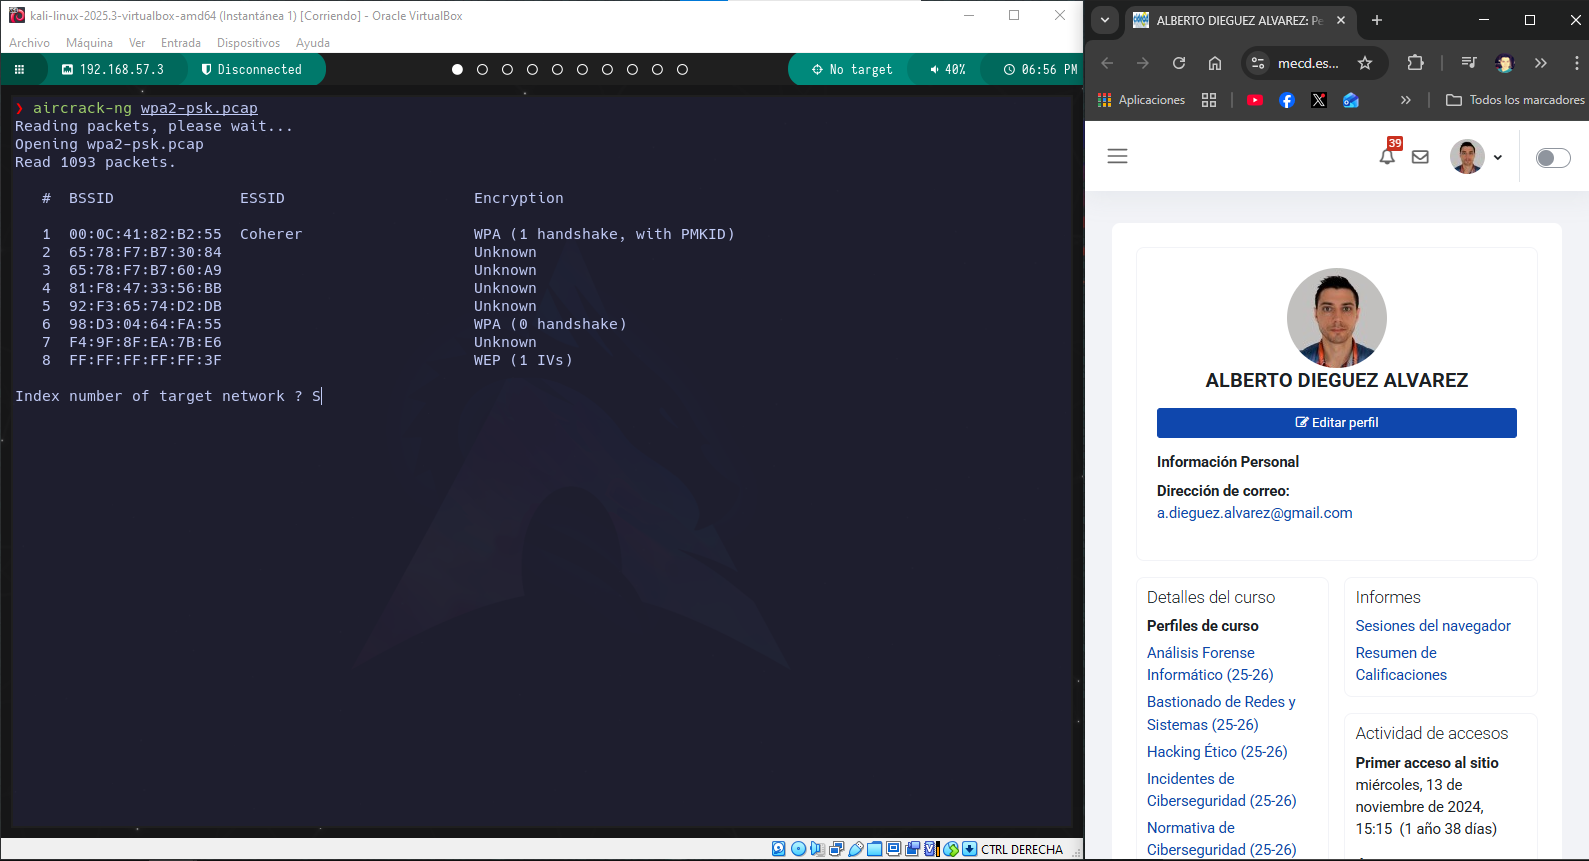 kali-linux-2025.3-virtualbox-amd64 (Instantánea 1) [Corriendo] - Oracle VirtualBox
Archivo Máquina Ver Entrada Dispositivos Ayuda
192.168.57.3 Disconnected No target 40% 06:56 PM
❯ aircrack-ng wpa2-psk.pcap
Reading packets, please wait...
Opening wpa2-psk.pcap
Read 1093 packets.
# BSSID ESSID Encryption
1 00:0C:41:82:B2:55 Coherer WPA (1 handshake, with PMKID)
2 65:78:F7:B7:30:84 Unknown
3 65:78:F7:B7:60:A9 Unknown
4 81:F8:47:33:56:BB Unknown
5 92:F3:65:74:D2:DB Unknown
6 98:D3:04:64:FA:55 WPA (0 handshake)
7 F4:9F:8F:EA:7B:E6 Unknown
8 FF:FF:FF:FF:FF:3F WEP (1 IVs)
Index number of target network ? S
CTRL DERECHA
ALBERTO DIEGUEZ ALVAREZ: Pe
mecd.es...
Aplicaciones
Todos los marcadores
39
ALBERTO DIEGUEZ ALVAREZ
Editar perfil
Información Personal
Dirección de correo:
a.dieguez.alvarez@gmail.com
Detalles del curso
Perfiles de curso
Análisis Forense
Informático (25-26)
Bastionado de Redes y
Sistemas (25-26)
Hacking Ético (25-26)
Incidentes de
Ciberseguridad (25-26)
Normativa de
Ciberseguridad (25-26)
Informes
Sesiones del navegador
Resumen de
Calificaciones
Actividad de accesos
Primer acceso al sitio
miércoles, 13 de
noviembre de 2024,
15:15 (1 año 38 días)